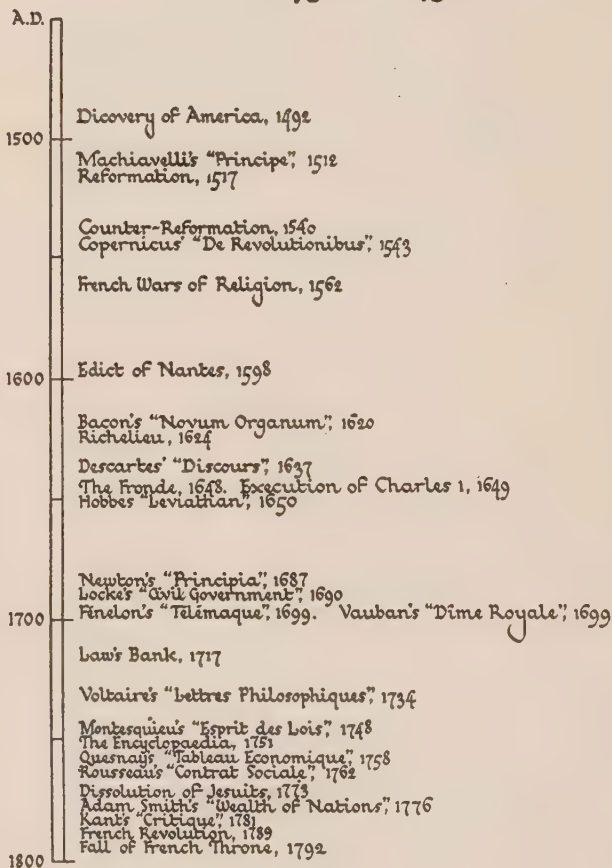 A.D.
Dicovery of America, 1492
1500
Machiavelli's "Principe", 1512
Reformation, 1517
Counter-Reformation, 1540
Copernicus' "De Revolutionibus", 1543
French Wars of Religion, 1562
Edict of Nantes, 1598
1600
Bacon's "Novum Organum", 1620
Richelieu, 1624
Descartes' "Discours", 1637
The Fronde, 1648. Execution of Charles 1, 1649
Hobbes "Leviathan", 1650
Newton's "Principia", 1687
Locke's "Civil Government", 1690
Fénelon's "Télémaque", 1699. Vauban's "Dîme Royale", 1699
1700
Law's Bank, 1717
Voltaire's "Lettres Philosophiques", 1734
Montesquieu's "Esprit des Lois", 1748
The Encyclopaedia, 1751
Quesnay's "Tableau Economique", 1758
Rousseau's "Contrat Sociale", 1762
Dissolution of Jesuits, 1773
Adam Smith's "Wealth of Nations", 1776
Kant's "Critique", 1781
French Revolution, 1789
Fall of French Throne, 1792
1800